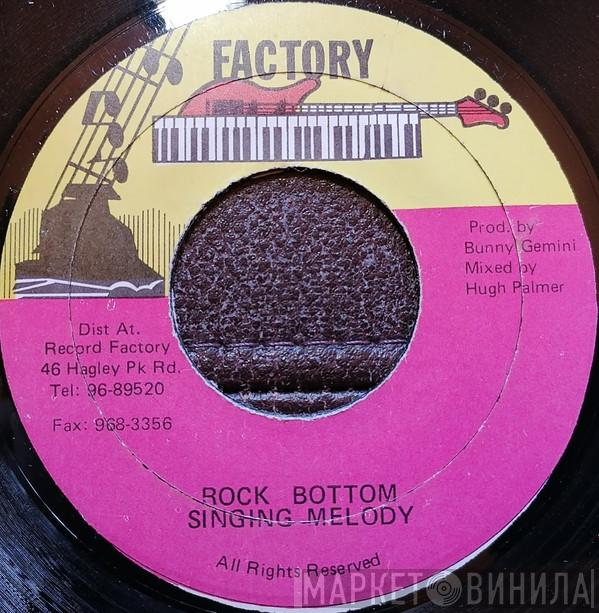 FACTORY
Prod. by
Bunny Gemini
Mixed by
Hugh Palmer
Dist At.
Record Factory
46 Hagley Pk Rd.
Tel: 96-89520
Fax: 968-3356
ROCK BOTTOM
SINGING MELODY
All Rights Reserved
МАРКЕТ ВИНИЛА